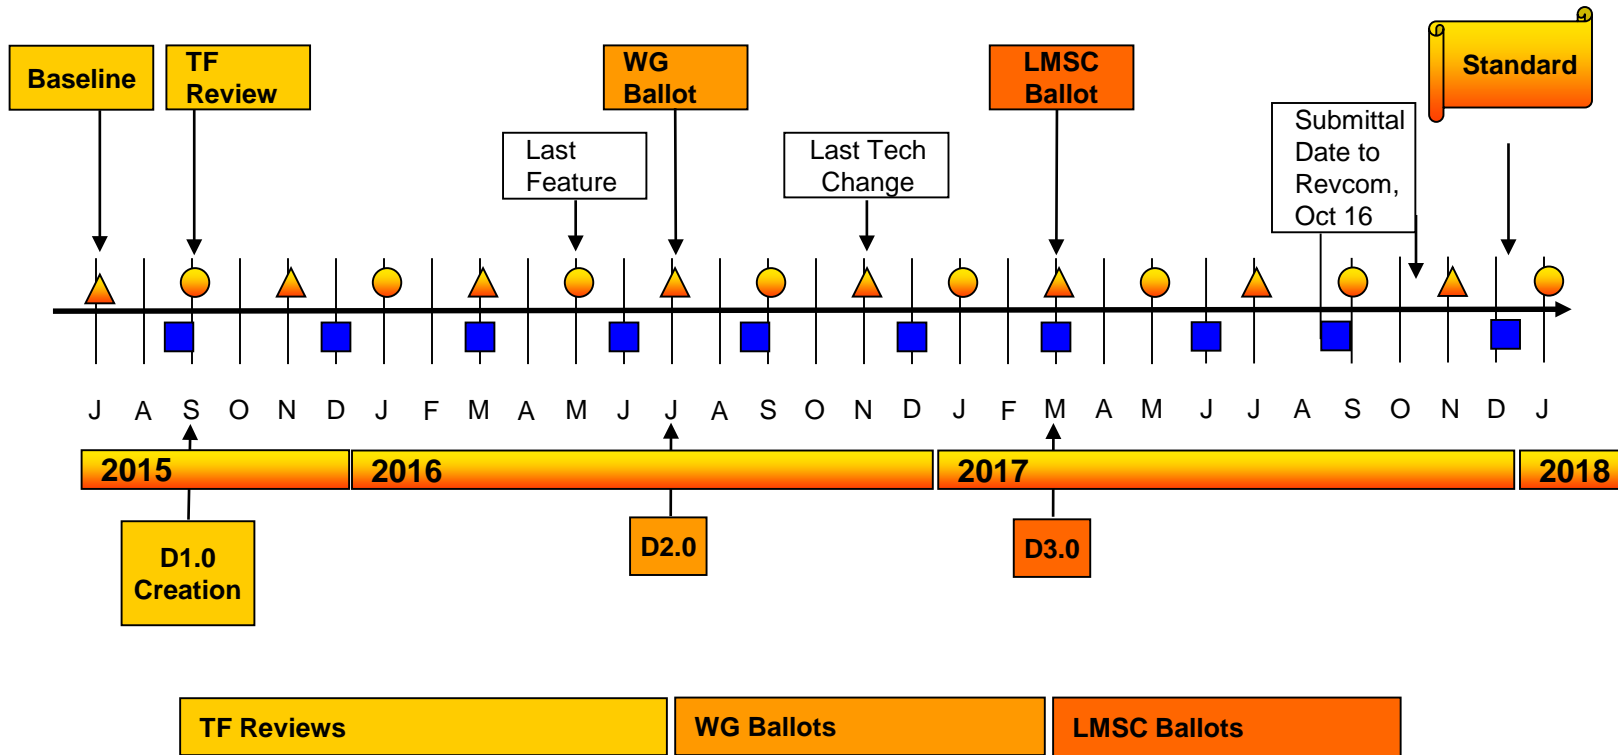 Baseline
TF
Review
WG
Ballot
LMSC
Ballot
Standard
Last
Feature
Last Tech
Change
Submittal
Date to
Revcom,
Oct 16
J A S O N D J F M A M J J A S O N D J F M A M J J A S O N D J
2015 2016 2017 2018
D1.0
Creation
D2.0
D3.0
TF Reviews WG Ballots LMSC Ballots